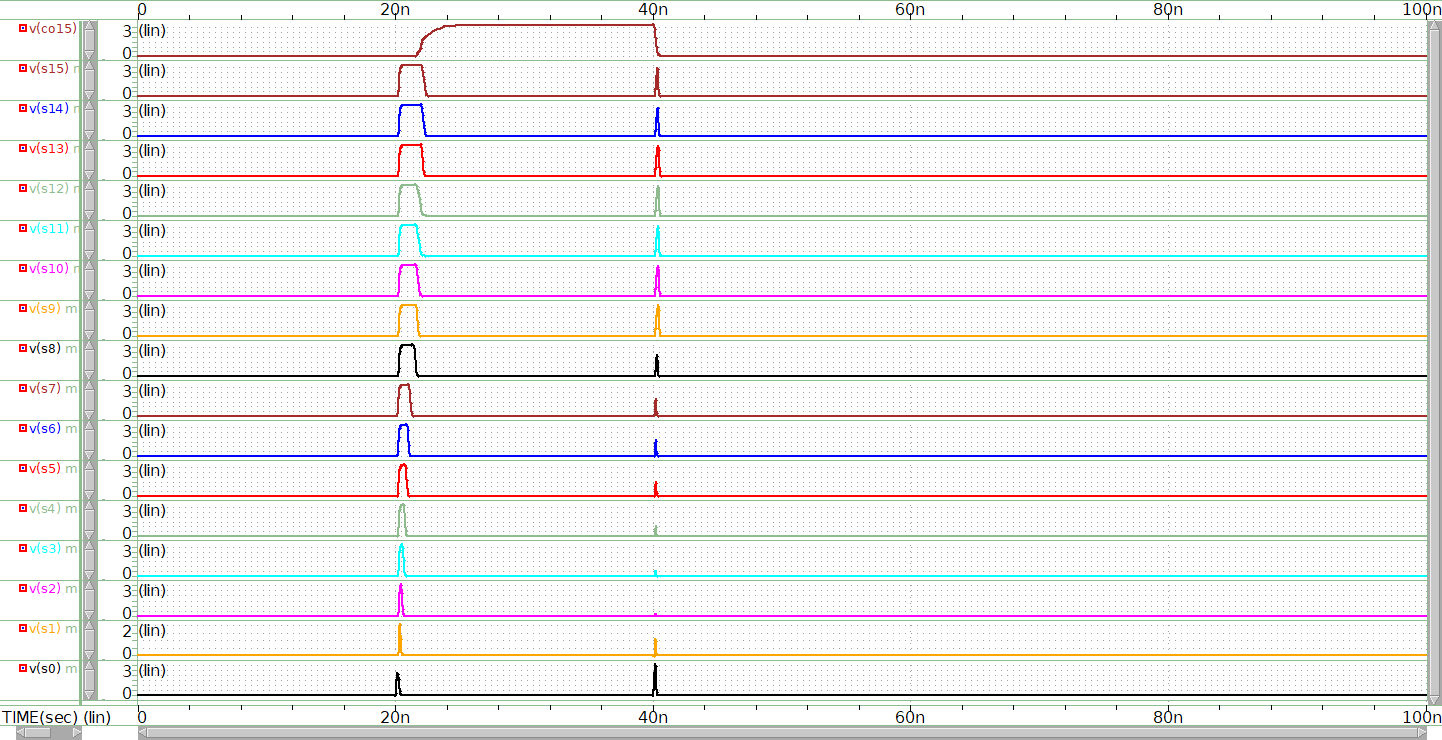 0 20n 40n 60n 80n 100n
v(co15) 3 (lin)
0
v(s15) 3 (lin)
0
v(s14) 3 (lin)
0
v(s13) 3 (lin)
0
v(s12) 3 (lin)
0
v(s11) 3 (lin)
0
v(s10) 3 (lin)
0
v(s9) m 3 (lin)
0
v(s8) m 3 (lin)
0
v(s7) m 3 (lin)
0
v(s6) m 3 (lin)
0
v(s5) m 3 (lin)
0
v(s4) m 3 (lin)
0
v(s3) m 3 (lin)
0
v(s2) m 3 (lin)
0
v(s1) m 2 (lin)
0
v(s0) m 3 (lin)
0
TIME(sec) (lin) 0 20n 40n 60n 80n 100n